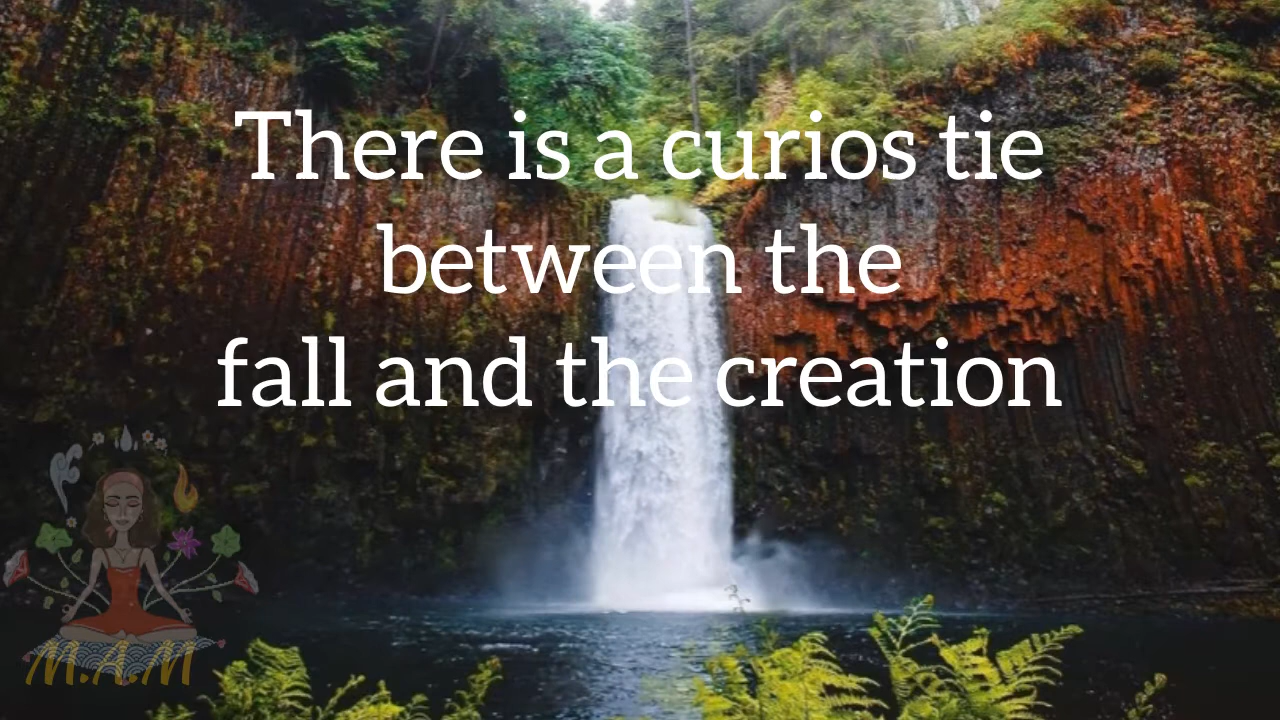 There is a curios tie
between the
fall and the creation
M.A.M